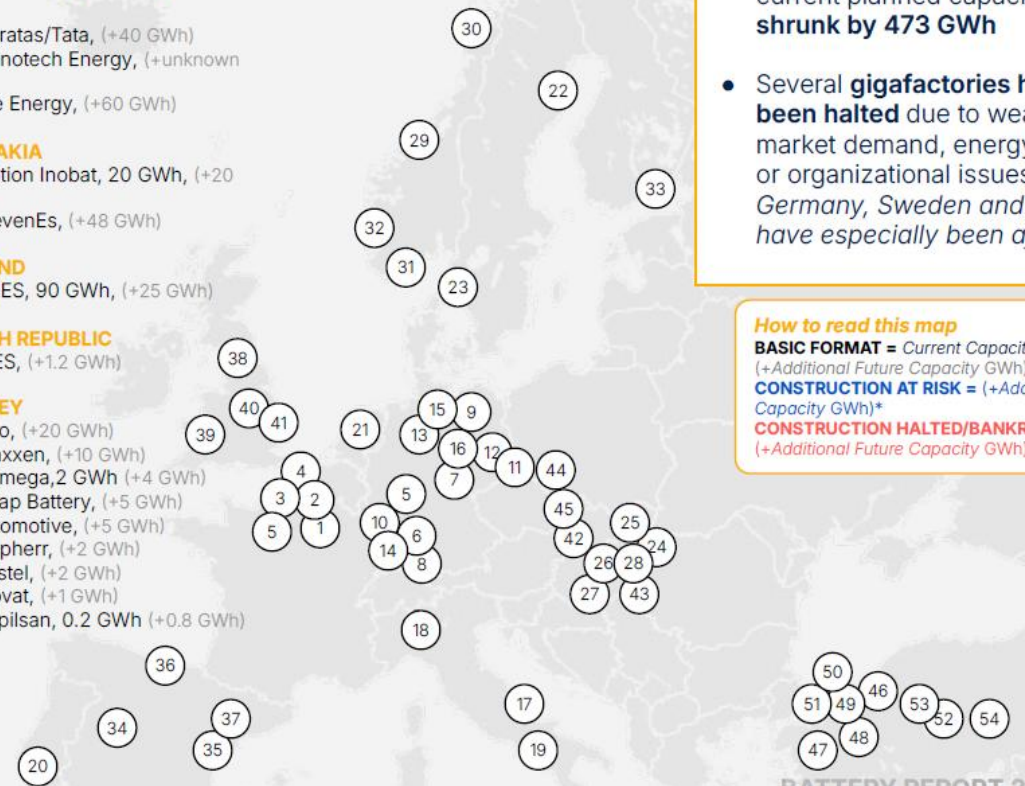 ratas/Tata, (+40 GWh)
notech Energy, (+unknown
e Energy, (+60 GWh)
AKIA
tion Inobat, 20 GWh, (+20
evenEs, (+48 GWh)
ND
ES, 90 GWh, (+25 GWh)
H REPUBLIC
ES, (+1.2 GWh)
EY
o, (+20 GWh)
axxen, (+10 GWh)
mega,2 GWh (+4 GWh)
ap Battery, (+5 GWh)
omotive, (+5 GWh)
pherr, (+2 GWh)
stel, (+2 GWh)
ovat, (+1 GWh)
pilsan, 0.2 GWh (+0.8 GWh)
shrunk by 473 GWh
• Several gigafactories h
been halted due to wea
market demand, energy
or organizational issues
Germany, Sweden and
have especially been a
How to read this map
BASIC FORMAT = Current Capacit
(+Additional Future Capacity GWh)
CONSTRUCTION AT RISK = (+Add
Capacity GWh)*
CONSTRUCTION HALTED/BANKR
(+Additional Future Capacity GWh)
30
22
29
33
32
31
23
38
40
41
39
21
15
9
13
16
12
11
7
44
4
3
2
5
1
5
10
6
14
8
45
42
25
24
26
28
27
43
18
36
34
37
35
20
17
19
50
51
49
46
53
52
54
47
48
BATTERY REPORT 2